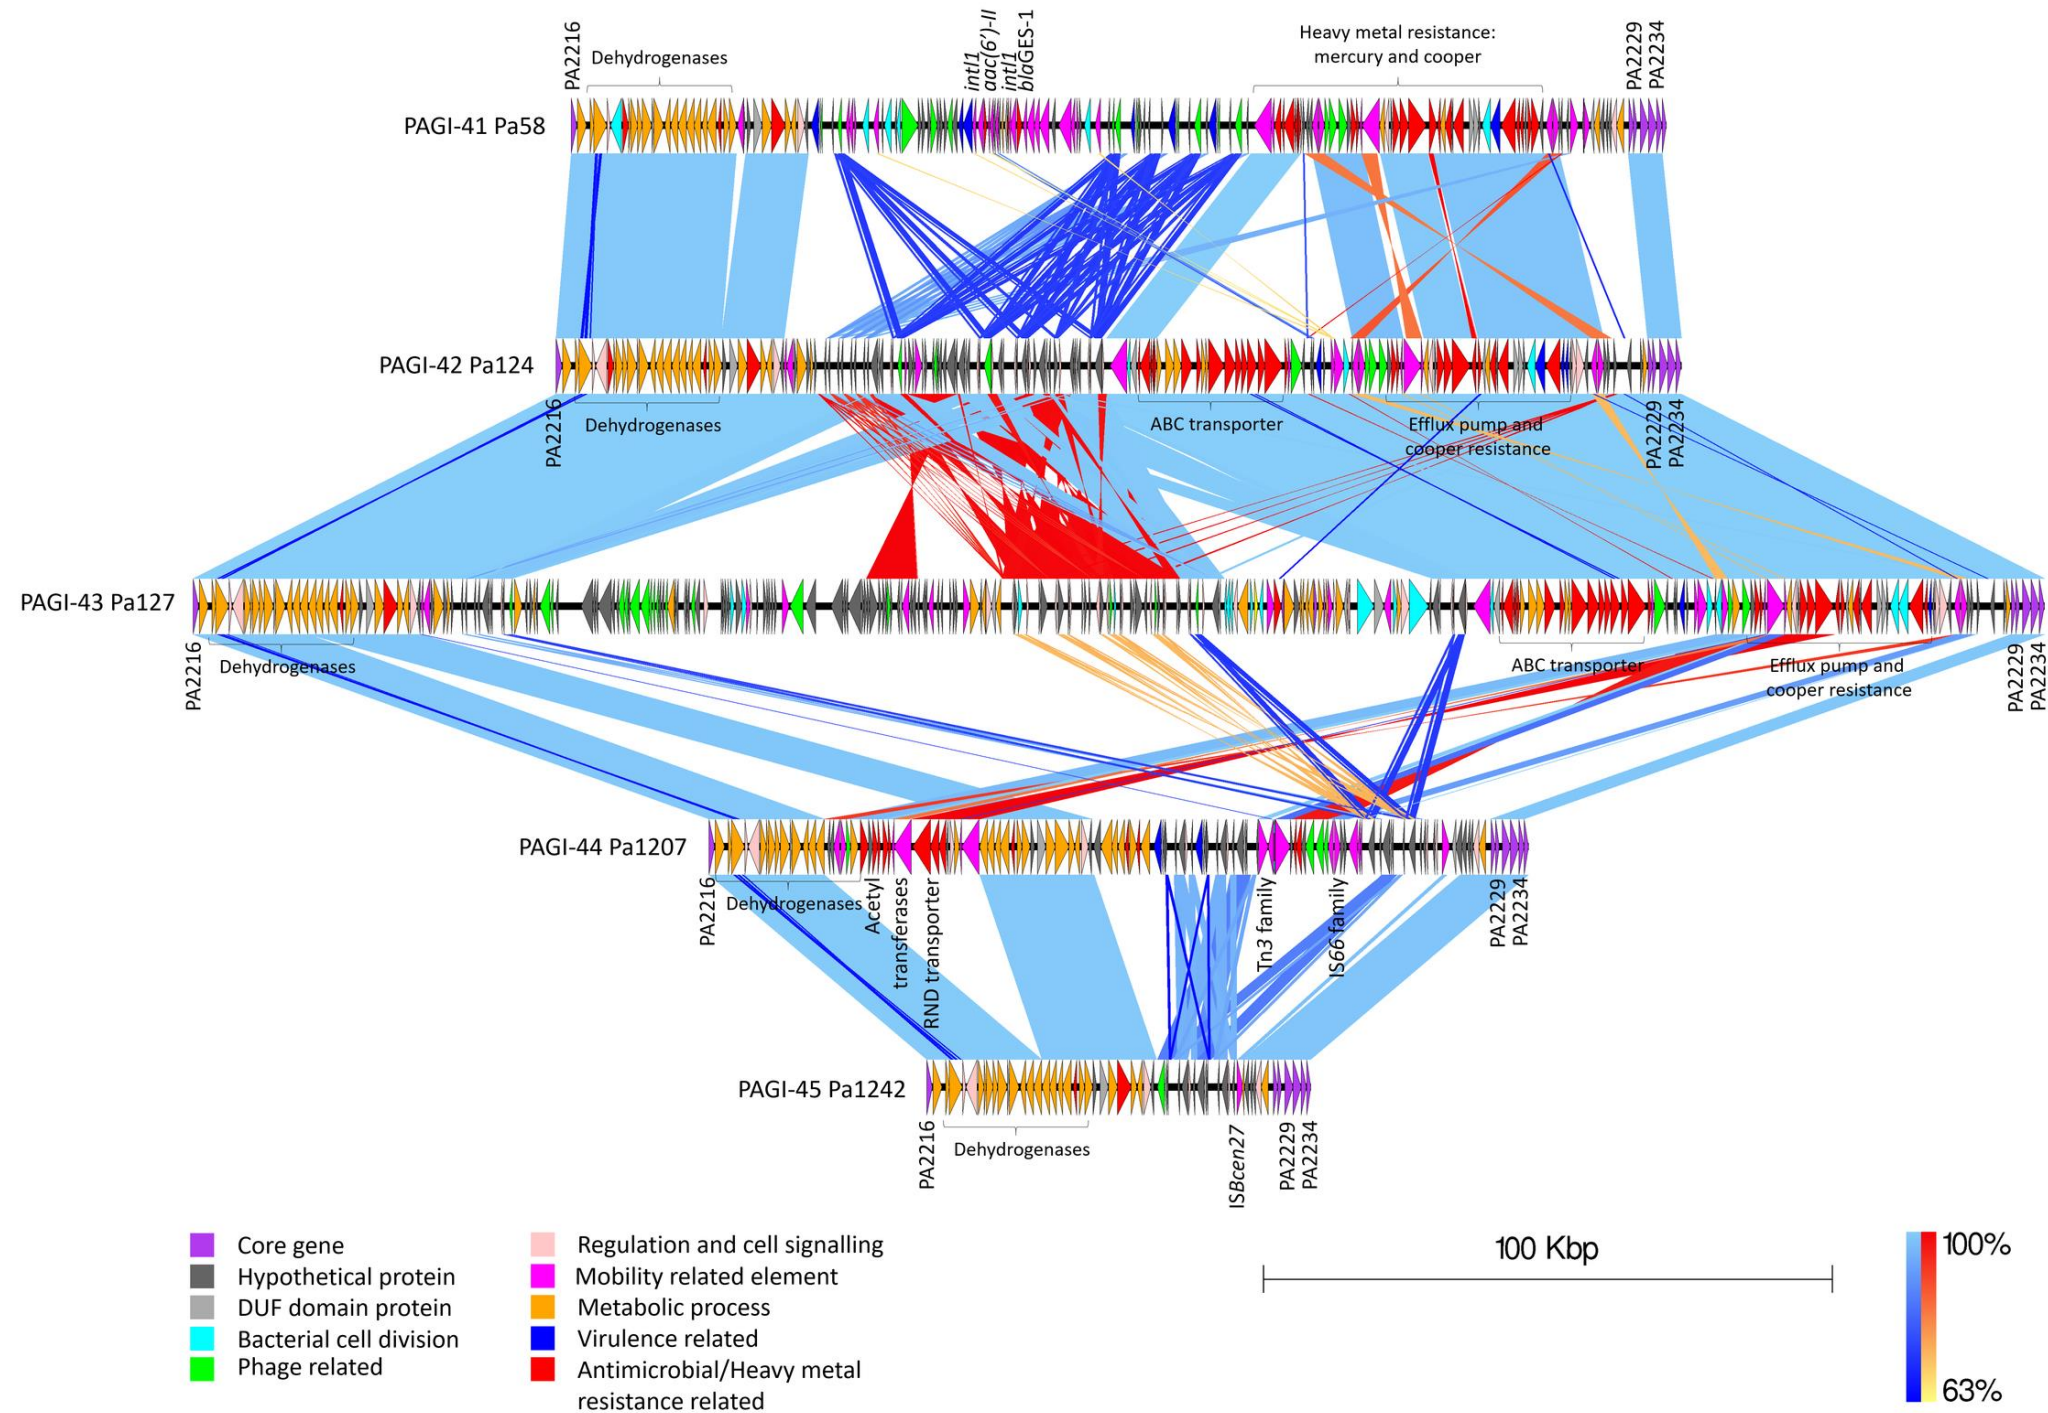 PA2216
Dehydrogenases
intI1
aac(6')-II
intI1
blaGES-1
Heavy metal resistance:
mercury and cooper
PA2229
PA2234
PAGI-41 Pa58
PAGI-42 Pa124
PA2216
Dehydrogenases
ABC transporter
Efflux pump and
cooper resistance
PA2229
PA2234
PAGI-43 Pa127
PA2216
Dehydrogenases
ABC transporter
Efflux pump and
cooper resistance
PA2229
PA2234
PAGI-44 Pa1207
PA2216
Dehydrogenases
Acetyl
transferases
RND transporter
Tn3 family
IS66 family
PA2229
PA2234
PAGI-45 Pa1242
PA2216
Dehydrogenases
ISBcen27
PA2229
PA2234
Core gene
Hypothetical protein
DUF domain protein
Bacterial cell division
Phage related
Regulation and cell signalling
Mobility related element
Metabolic process
Virulence related
Antimicrobial/Heavy metal
resistance related
100 Kbp
100%
63%